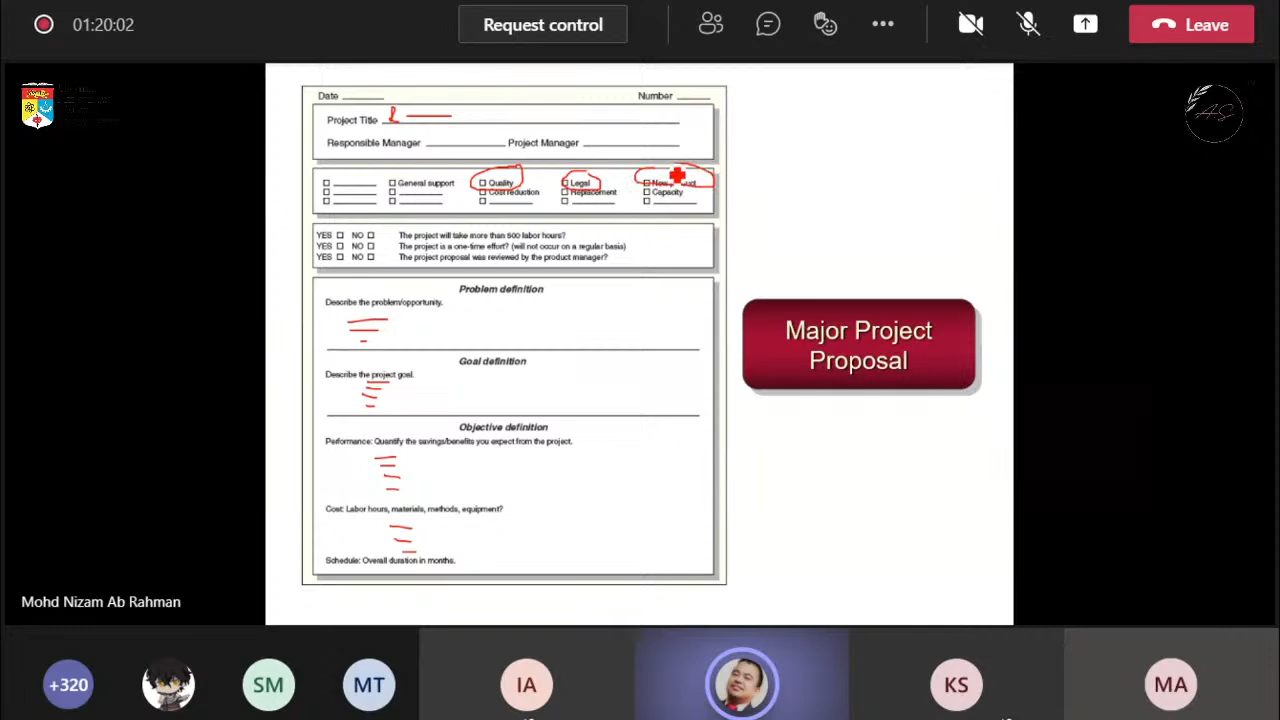 01:20:02
Request control
Leave
AS
Date
Number
Project Title
Responsible Manager
Project Manager
General support
Quality
Legal
Cost reduction
Replacement
Capacity
YES NO The project will take more than 500 labor hours?
YES NO The project is a one-time effort? (will not occur on a regular basis)
YES NO The project proposal was reviewed by the product manager?
Problem definition
Describe the problem/opportunity.
Goal definition
Describe the project goal.
Objective definition
Performance: Quantify the savings/benefits you expect from the project.
Cost: Labor hours, materials, methods, equipment?
Schedule: Overall duration in months.
Major Project
Proposal
Mohd Nizam Ab Rahman
+320
SM
MT
IA
KS
MA